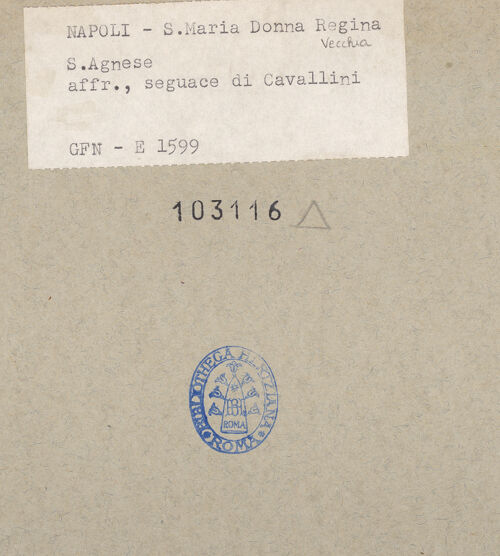 NAPOLI - S.Maria Donna Regina
Vecchia
S.Agnese
affr., seguace di Cavallini
GFN - E 1599
103116
BIBLIOTHECA HERTZIANA
ROMA
ROMA